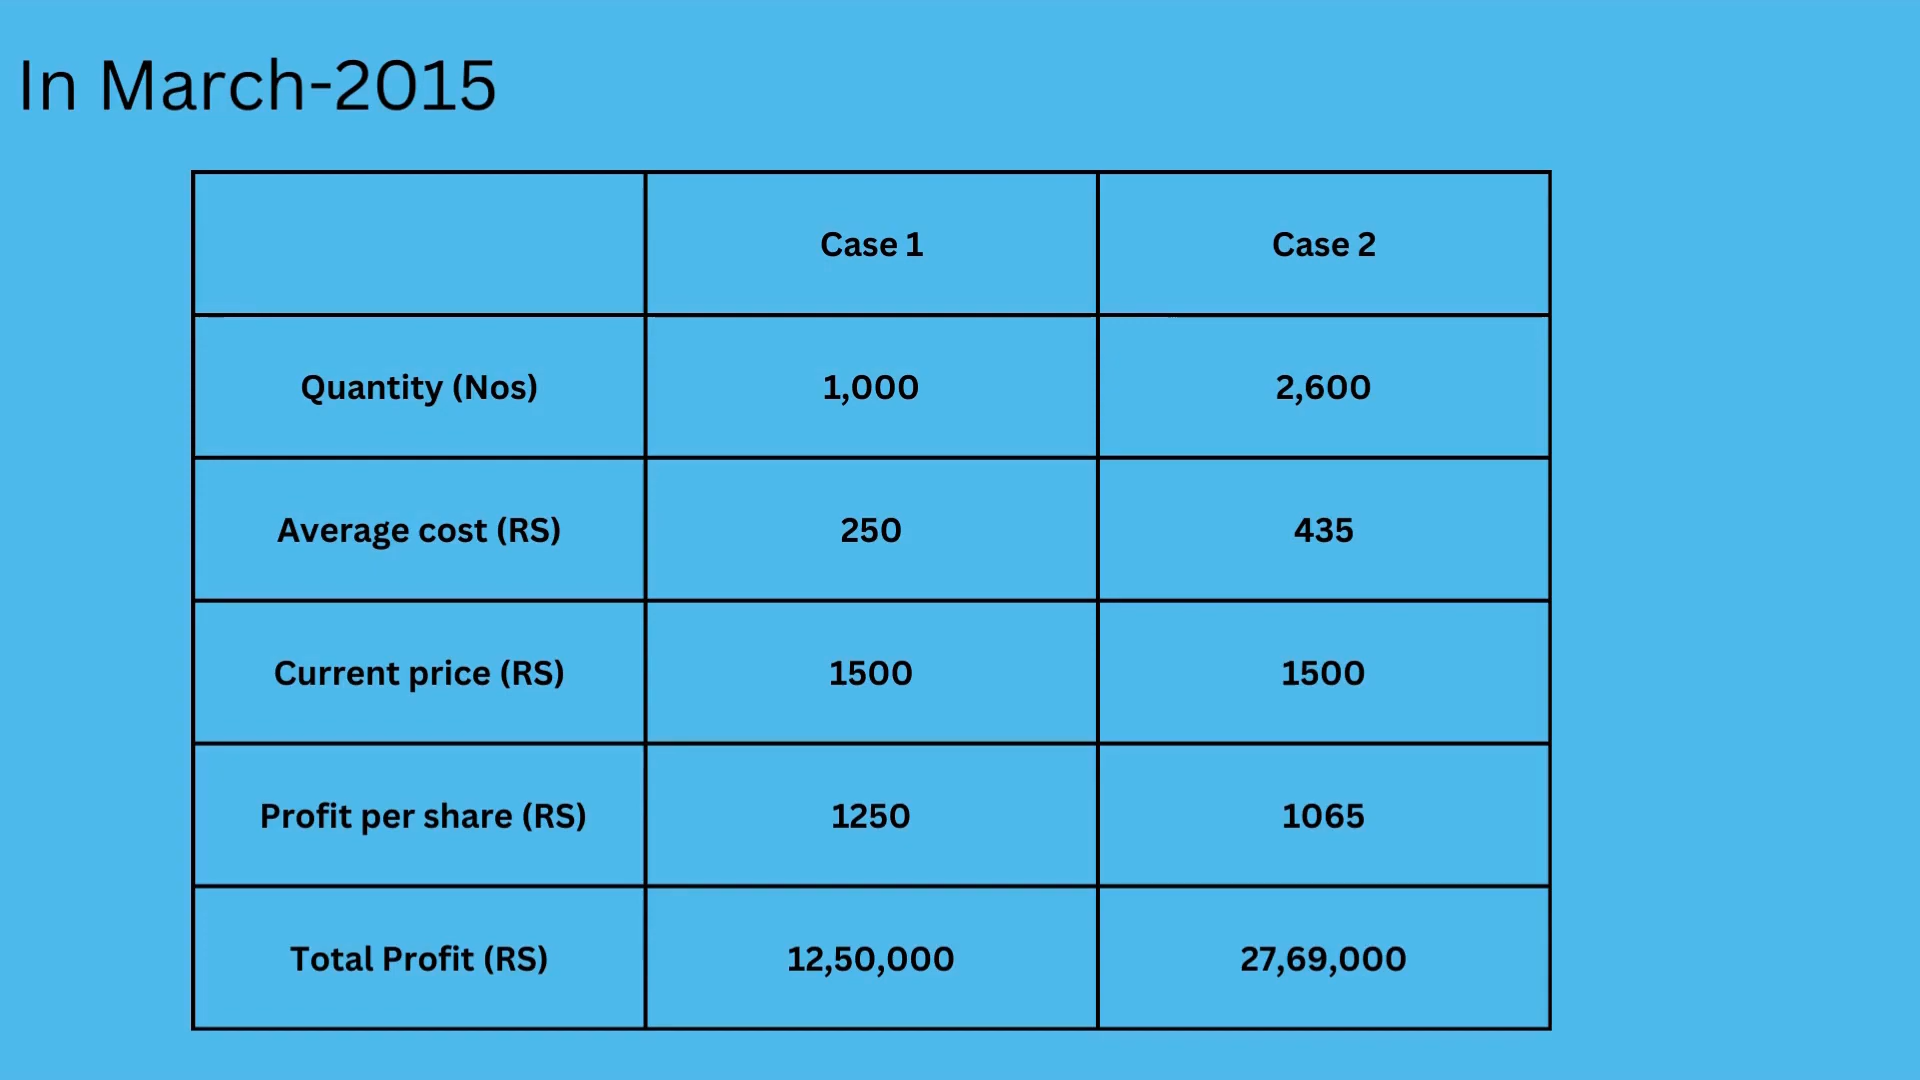 In March-2015
Case 1 Case 2
Quantity (Nos) 1,000 2,600
Average cost (RS) 250 435
Current price (RS) 1500 1500
Profit per share (RS) 1250 1065
Total Profit (RS) 12,50,000 27,69,000